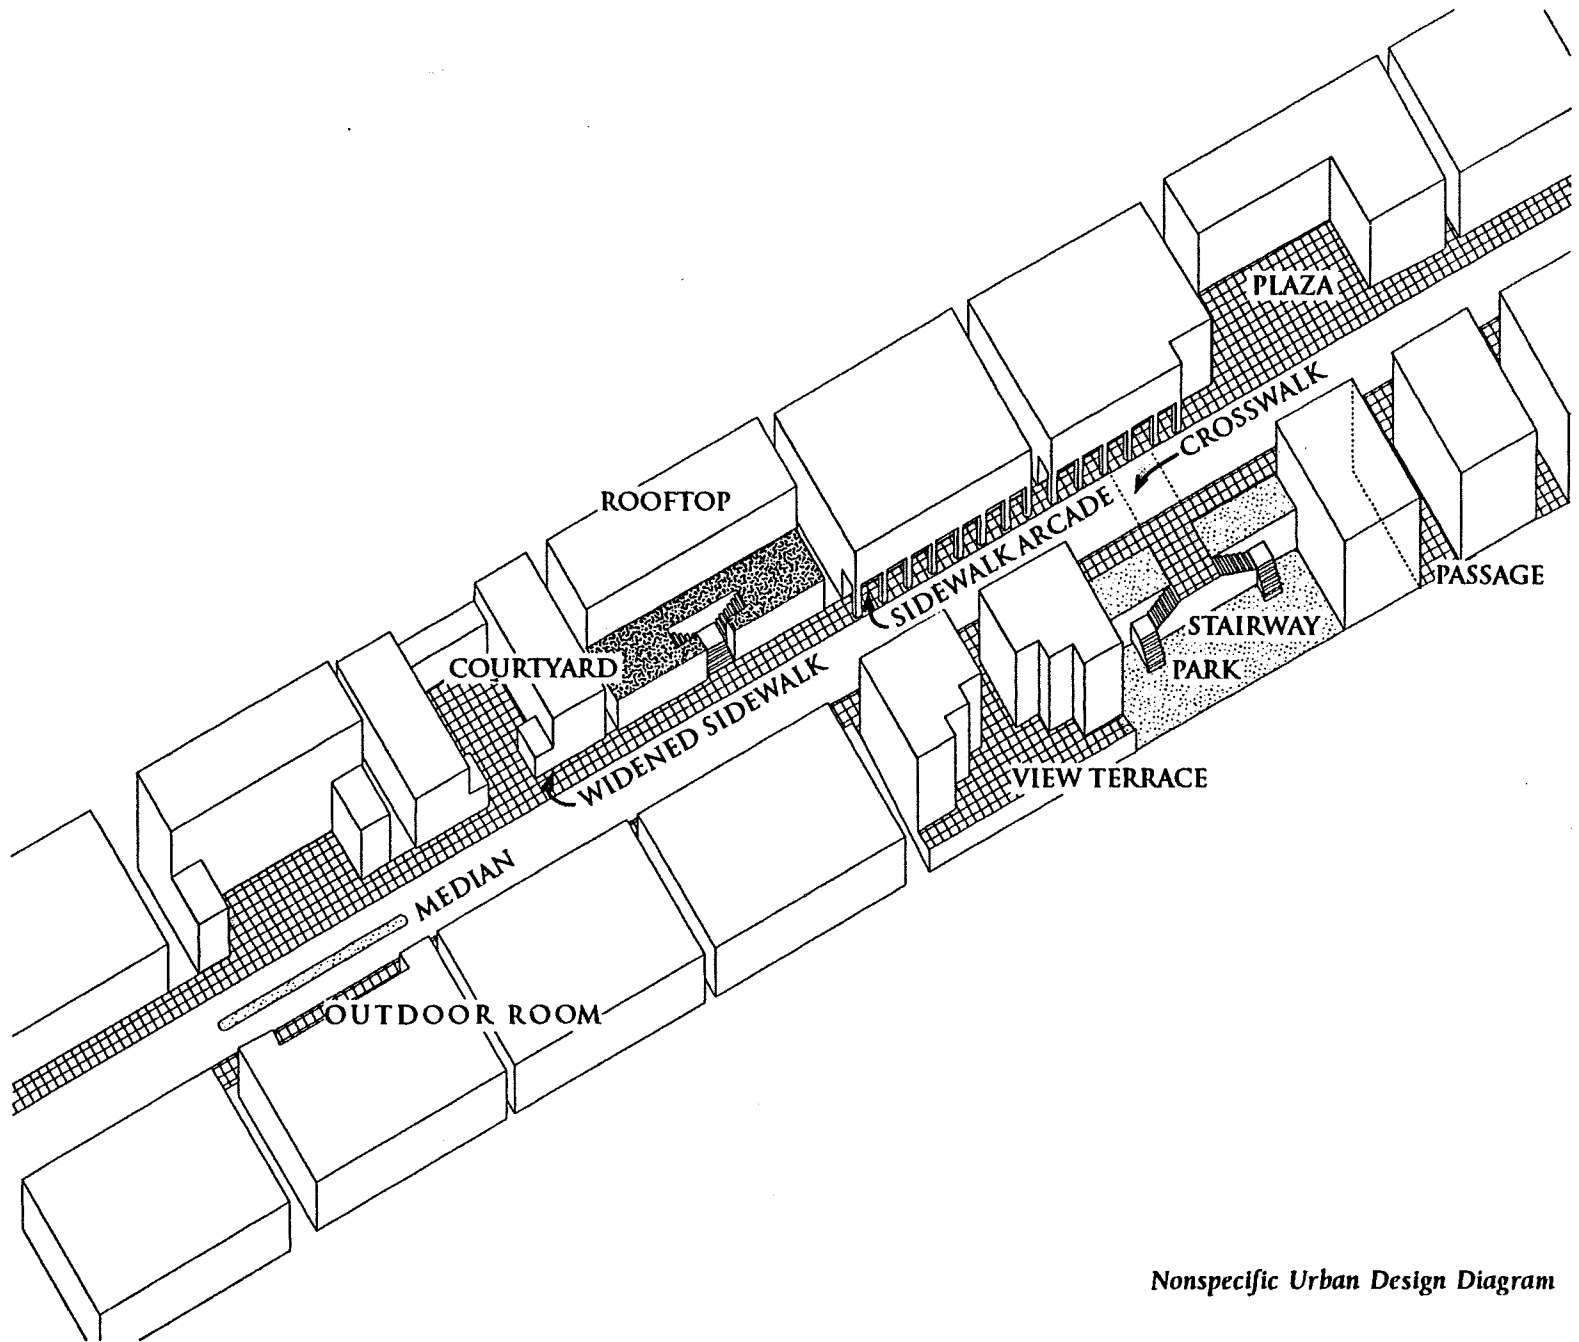 PLAZA
CROSSWALK
ROOFTOP
SIDEWALK ARCADE
PASSAGE
STAIRWAY
COURTYARD
PARK
WIDENED SIDEWALK
VIEW TERRACE
MEDIAN
OUTDOOR ROOM
Nonspecific Urban Design Diagram